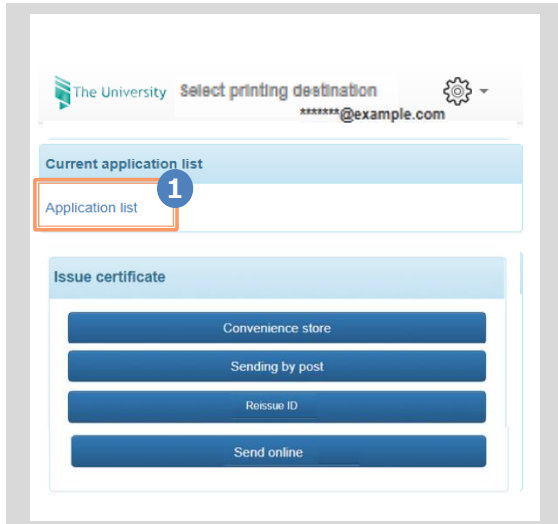 The University Select printing destination
*******@example.com
Current application list
1
Application list
Issue certificate
Convenience store
Sending by post
Reissue ID
Send online